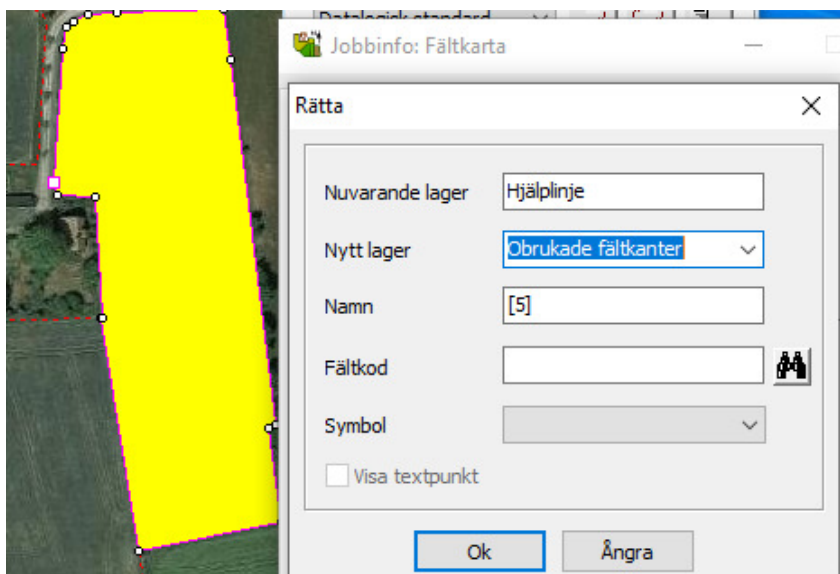 Datalogisk standard
Jobbinfo: Fältkarta
Rätta
Nuvarande lager Hjälplinje
Nytt lager Obrukade fältkanter
Namn [5]
Fältkod
Symbol
Visa textpunkt
Ok Ångra